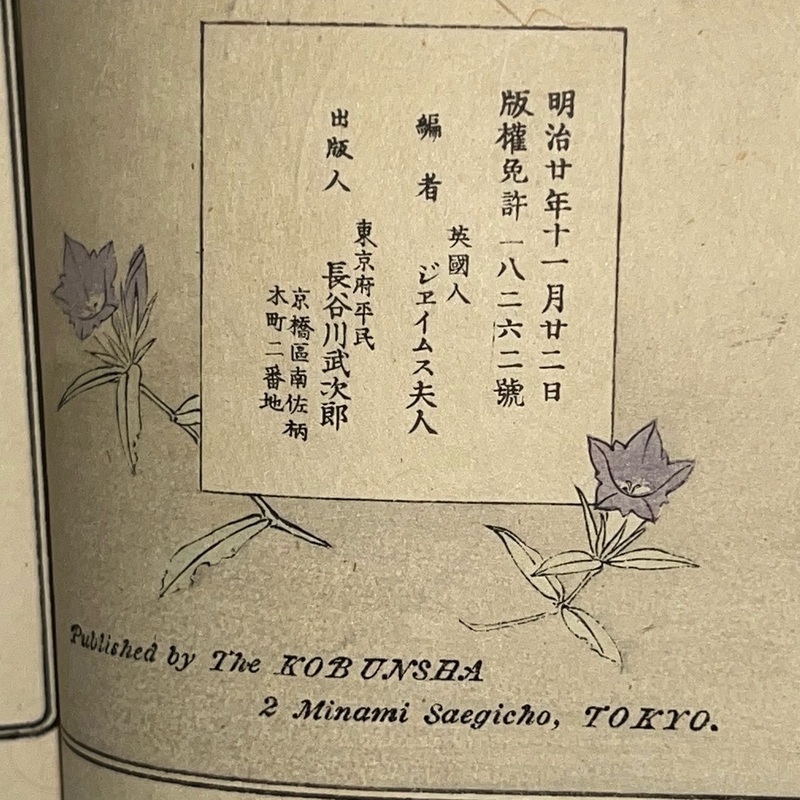 明治廿年十一月廿二日
版權免許一八二六二號
編者
英國人
ジェイムス夫人
出版人
東京府平民
長谷川武次郎
京橋區南佐柄
木町二番地
Published by The KOBUNSHA
2 Minami Saegicho, TOKYO.